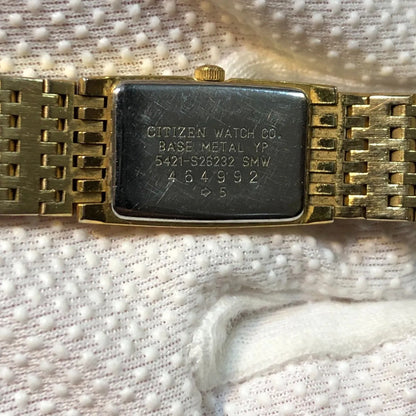 CITIZEN WATCH CO.
BASE METAL YP
5421-S26232 SMW
464992
➩ 5